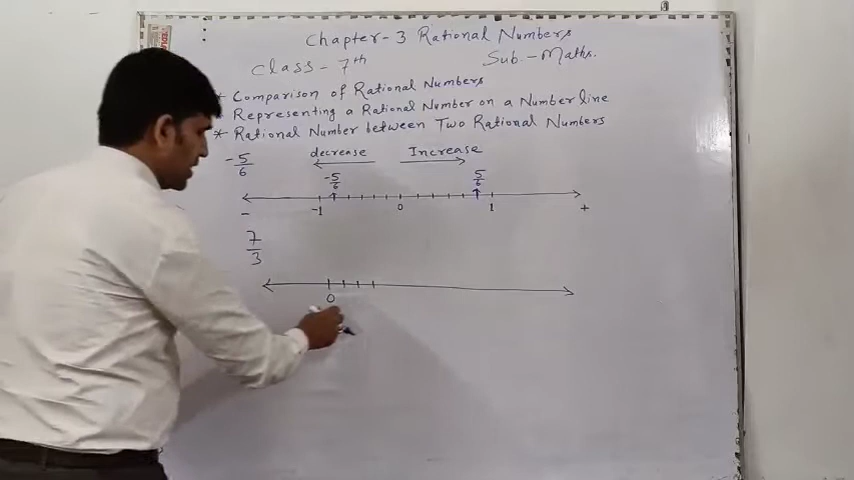 Chapter-3 Rational Numbers
Class-7th Sub.-Maths.
* Comparison of Rational Numbers
Representing a Rational Number on a Number line
* Rational Number between Two Rational Numbers
-5/6 decrease Increase
-5/6 5/6
- -1 0 1 +
7/3
0